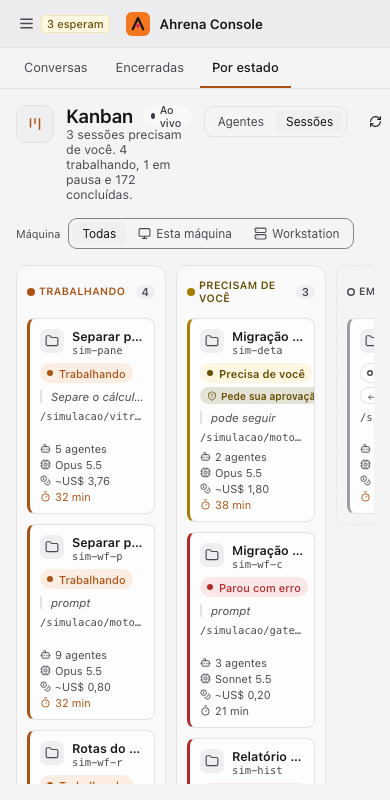 3 esperam
Ahrena Console
Conversas
Encerradas
Por estado
Kanban
Ao vivo
3 sessões precisam
de você. 4
trabalhando, 1 em
pausa e 172
concluídas.
Agentes
Sessões
Máquina
Todas
Esta máquina
Workstation
TRABALHANDO
4
Separar p...
sim-pane
Trabalhando
Separe o cálcul...
/simulacao/vitr…
5 agentes
Opus 5.5
~US$ 3,76
32 min
Separar p...
sim-wf-p
Trabalhando
prompt
/simulacao/moto…
9 agentes
Opus 5.5
~US$ 0,80
32 min
Rotas do ...
sim-wf-r
PRECISAM DE
VOCÊ
3
Migração ...
sim-deta
Precisa de você
Pede sua aprovaçã
pode seguir
/simulacao/moto…
2 agentes
Opus 5.5
~US$ 1,80
38 min
Migração ...
sim-wf-c
Parou com erro
prompt
/simulacao/gate…
3 agentes
Sonnet 5.5
~US$ 0,20
21 min
Relatório ...
sim-hist
EM
/s